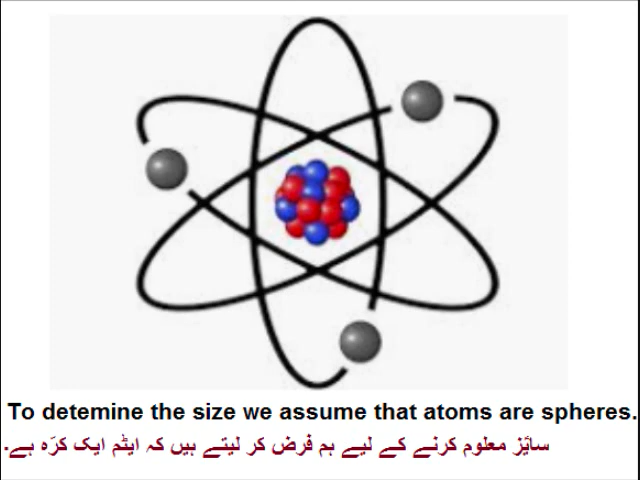 To detemine the size we assume that atoms are spheres.
سائز معلوم کرنے کے لیے ہم فرض کر لیتے ہیں کہ ایٹم ایک کرّہ ہے.